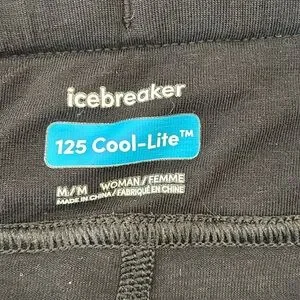 icebreaker
125 Cool-Lite™
M/M WOMAN/FEMME
MADE IN CHINA/FABRIQUÉ EN CHINE